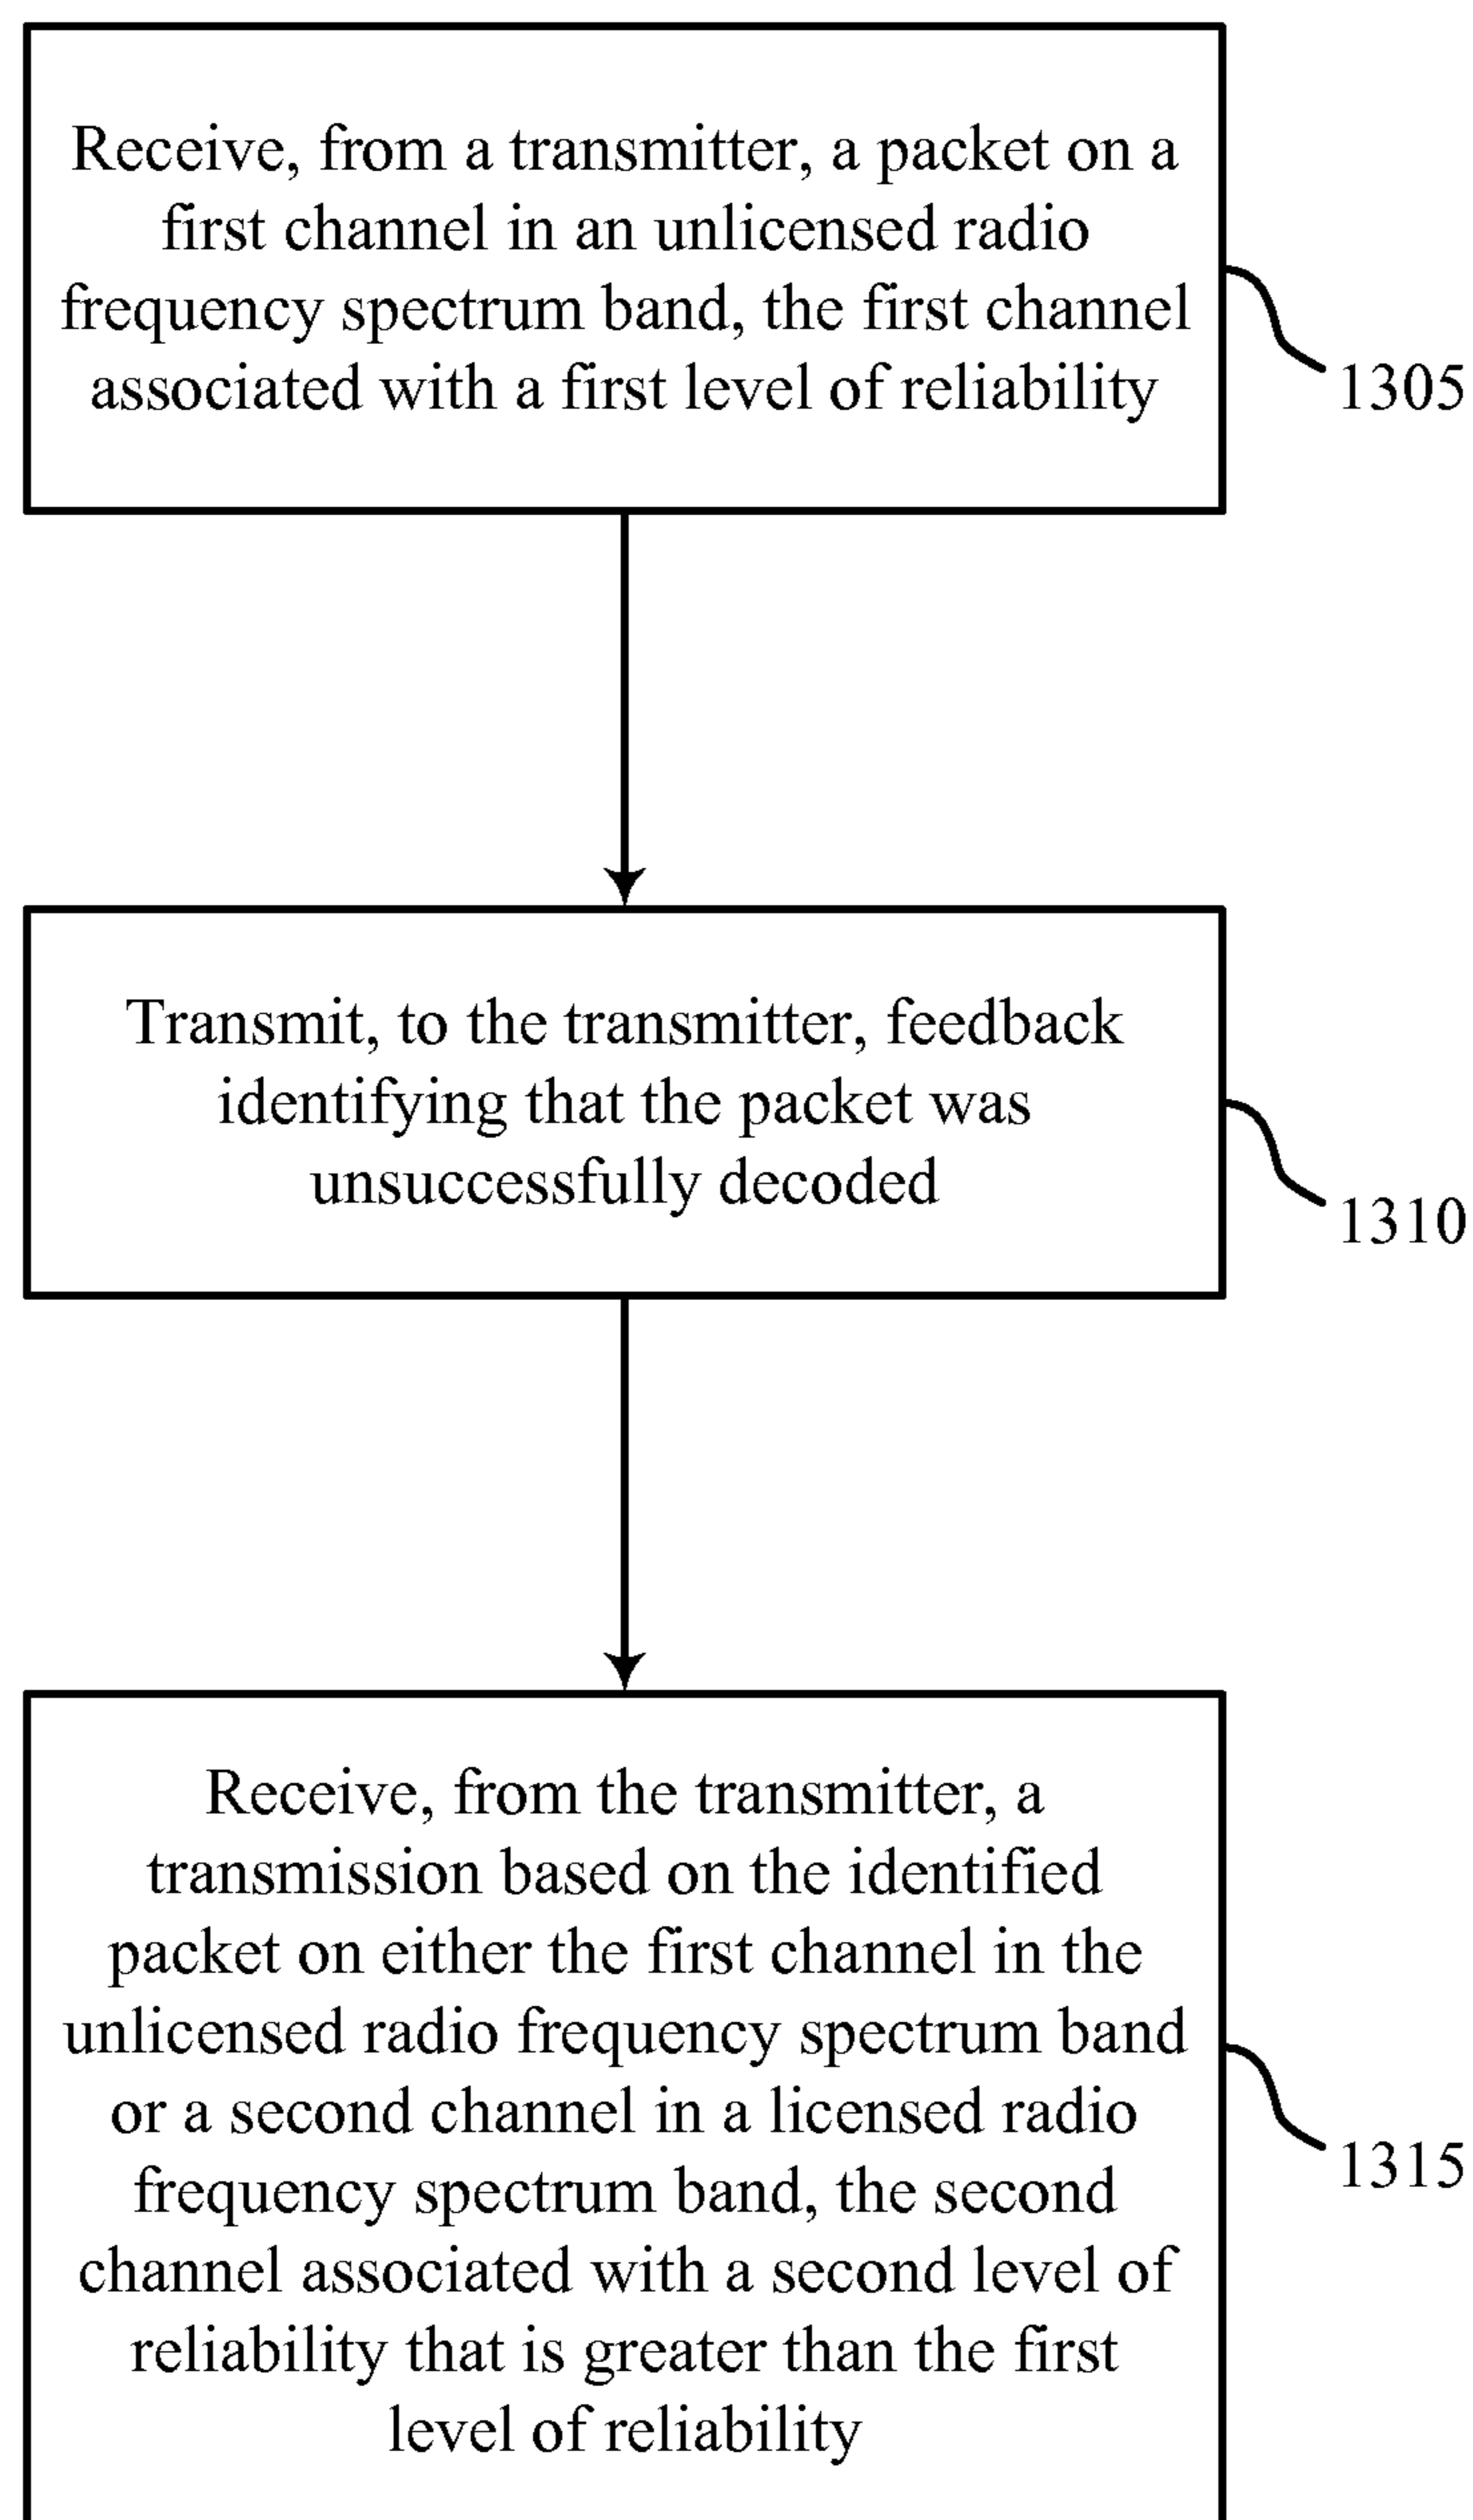 Receive, from a transmitter, a packet on a
first channel in an unlicensed radio
frequency spectrum band, the first channel
associated with a first level of reliability
1305
Transmit, to the transmitter, feedback
identifying that the packet was
unsuccessfully decoded
1310
Receive, from the transmitter, a
transmission based on the identified
packet on either the first channel in the
unlicensed radio frequency spectrum band
or a second channel in a licensed radio
frequency spectrum band, the second
channel associated with a second level of
reliability that is greater than the first
level of reliability
1315